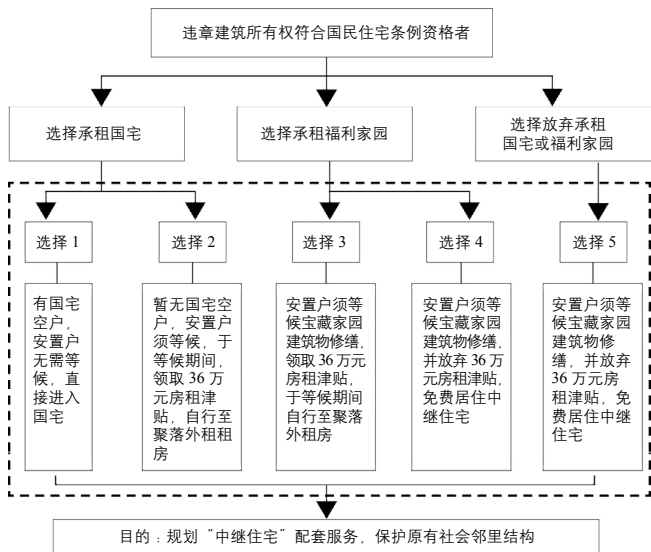 违章建筑所有权符合国民住宅条例资格者
选择承租国宅
选择承租福利家园
选择放弃承租
国宅或福利家园
选择 1
选择 2
选择 3
选择 4
选择 5
有国宅
空户，
安置户
无需等
候，直
接进入
国宅
暂无国宅空
户，安置户
须等候，于
等候期间，
领取 36 万
元房租津
贴，自行至
聚落外租租
房
安置户须等
候宝藏家园
建筑物修缮，
领取 36 万元
房租津贴，
于等候期间
自行至聚落
外租房
安置户须等
候宝藏家园
建筑物修缮，
并放弃 36 万
元房租津贴，
免费居住中
继住宅
安置户须等
候宝藏家园
建筑物修
缮，并放弃
36 万元房
租津贴，免
费居住中继
住宅
目的：规划“中继住宅”配套服务，保护原有社会邻里结构